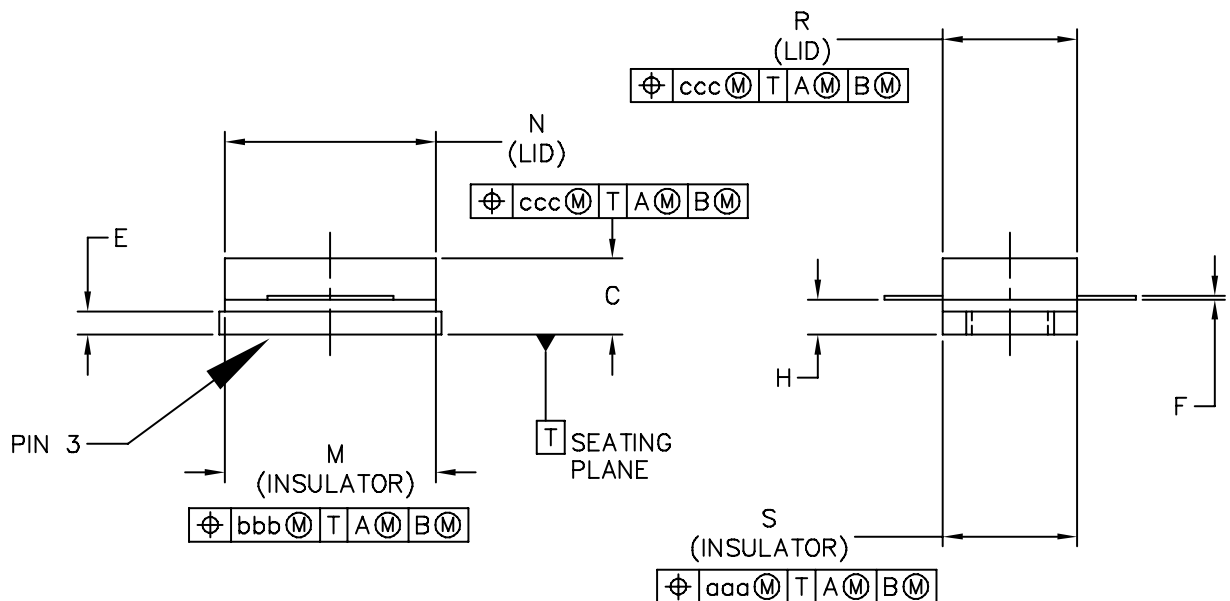 R
(LID)
⌖ ccc Ⓜ T A Ⓜ B Ⓜ
N
(LID)
⌖ ccc Ⓜ T A Ⓜ B Ⓜ
E
C
H
F
PIN 3
T SEATING
PLANE
M
(INSULATOR)
⌖ bbb Ⓜ T A Ⓜ B Ⓜ
S
(INSULATOR)
⌖ aaa Ⓜ T A Ⓜ B Ⓜ